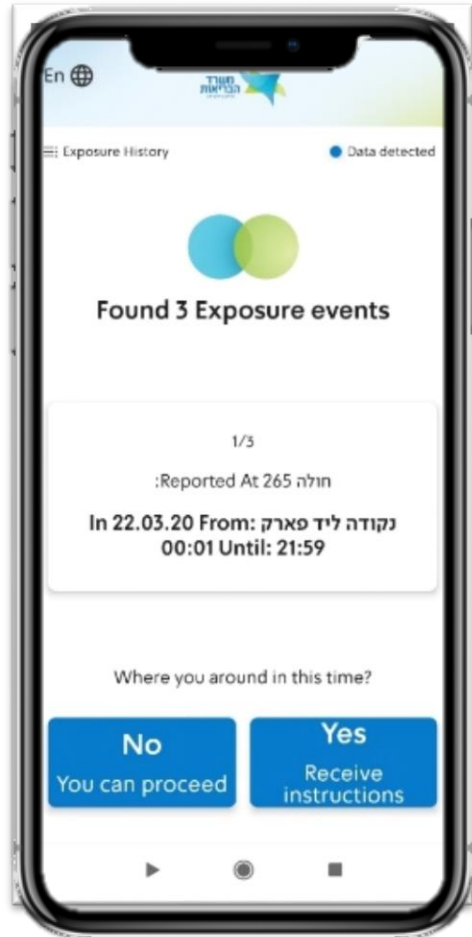 En
משרד
הבריאות
Exposure History
Data detected
Found 3 Exposure events
1/3
:Reported At 265 חולה
In 22.03.20 From: נקודה ליד פארק
00:01 Until: 21:59
Where you around in this time?
No
You can proceed
Yes
Receive
instructions